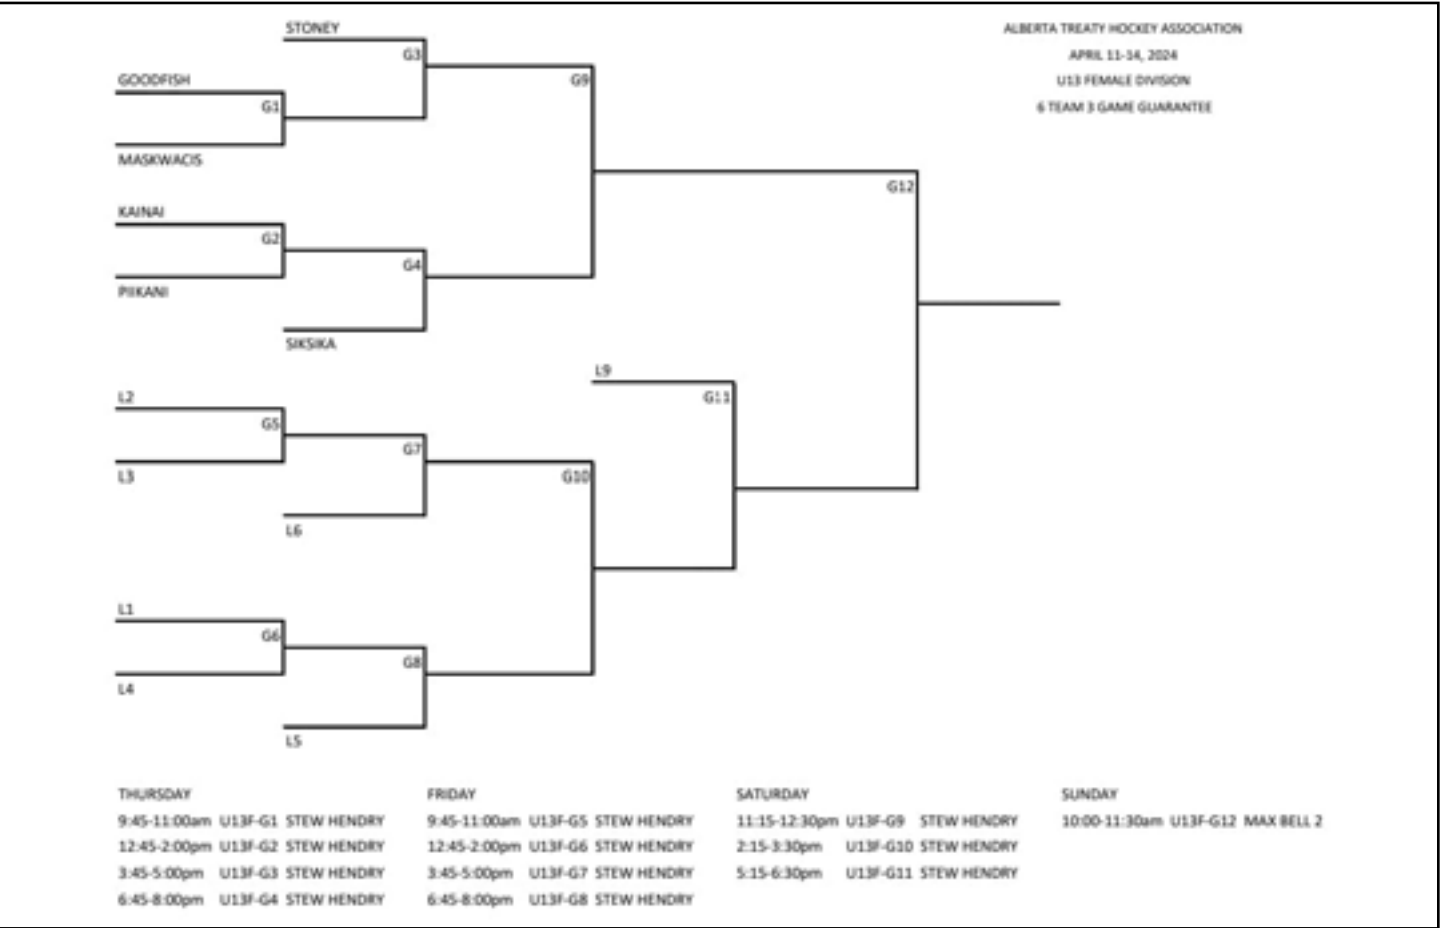 ALBERTA TREATY HOCKEY ASSOCIATION
APRIL 11-14, 2024
U13 FEMALE DIVISION
6 TEAM 3 GAME GUARANTEE
STONEY
G3
GOODFISH
G1
G9
MASKWACIS
G12
KAINAI
G2
G4
PIIKANI
SIKSIKA
L9
G11
L2
G5
G7
L3
G10
L6
L1
G6
G8
L4
L5
THURSDAY
9:45-11:00am U13F-G1 STEW HENDRY
12:45-2:00pm U13F-G2 STEW HENDRY
3:45-5:00pm U13F-G3 STEW HENDRY
6:45-8:00pm U13F-G4 STEW HENDRY
FRIDAY
9:45-11:00am U13F-G5 STEW HENDRY
12:45-2:00pm U13F-G6 STEW HENDRY
3:45-5:00pm U13F-G7 STEW HENDRY
6:45-8:00pm U13F-G8 STEW HENDRY
SATURDAY
11:15-12:30pm U13F-G9 STEW HENDRY
2:15-3:30pm U13F-G10 STEW HENDRY
5:15-6:30pm U13F-G11 STEW HENDRY
SUNDAY
10:00-11:30am U13F-G12 MAX BELL 2